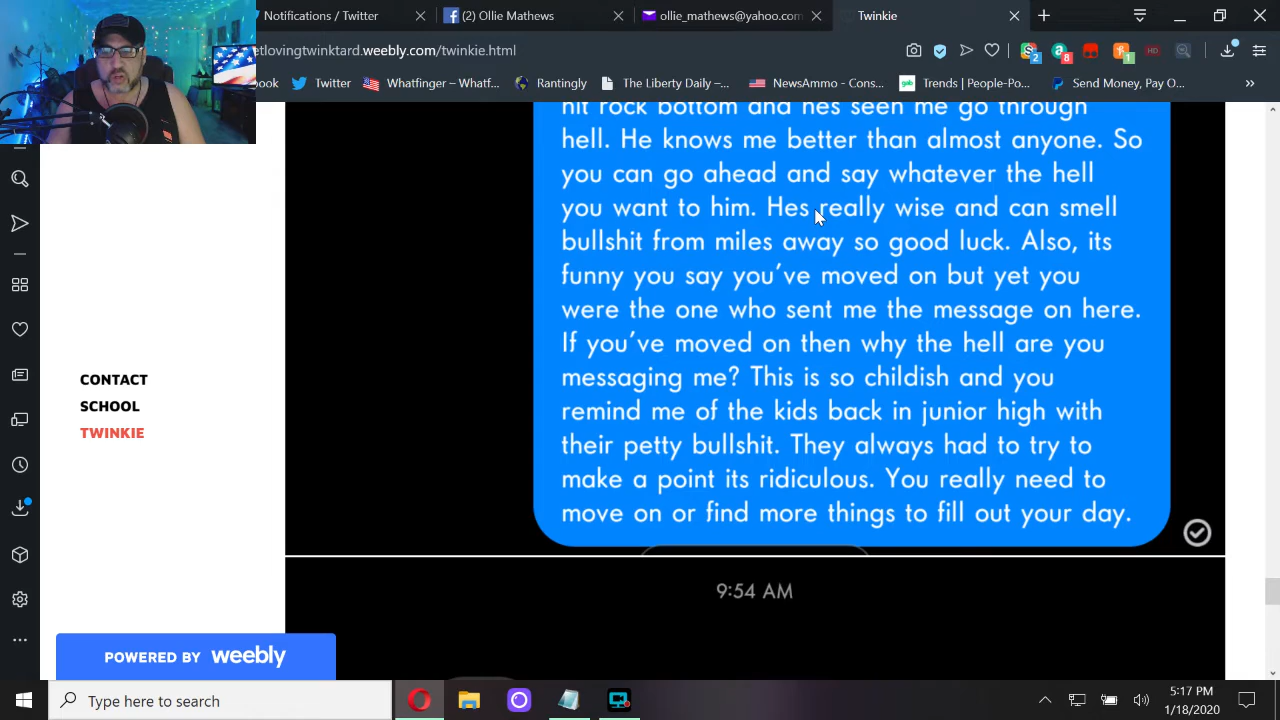 Notifications / Twitter
(2) Ollie Mathews
ollie_mathews@yahoo.com
Twinkie
etlovingtwinktard.weebly.com/twinkie.html
2
8
1
HD
ook
Twitter
Whatfinger – Whatf...
Rantingly
The Liberty Daily –...
NewsAmmo - Cons...
gab
Trends | People-Po...
Send Money, Pay O...
hit rock bottom and hes seen me go through
hell. He knows me better than almost anyone. So
you can go ahead and say whatever the hell
you want to him. Hes really wise and can smell
bullshit from miles away so good luck. Also, its
funny you say you've moved on but yet you
were the one who sent me the message on here.
If you've moved on then why the hell are you
messaging me? This is so childish and you
remind me of the kids back in junior high with
their petty bullshit. They always had to try to
make a point its ridiculous. You really need to
move on or find more things to fill out your day.
9:54 AM
CONTACT
SCHOOL
TWINKIE
POWERED BY weebly
Type here to search
5:17 PM
1/18/2020